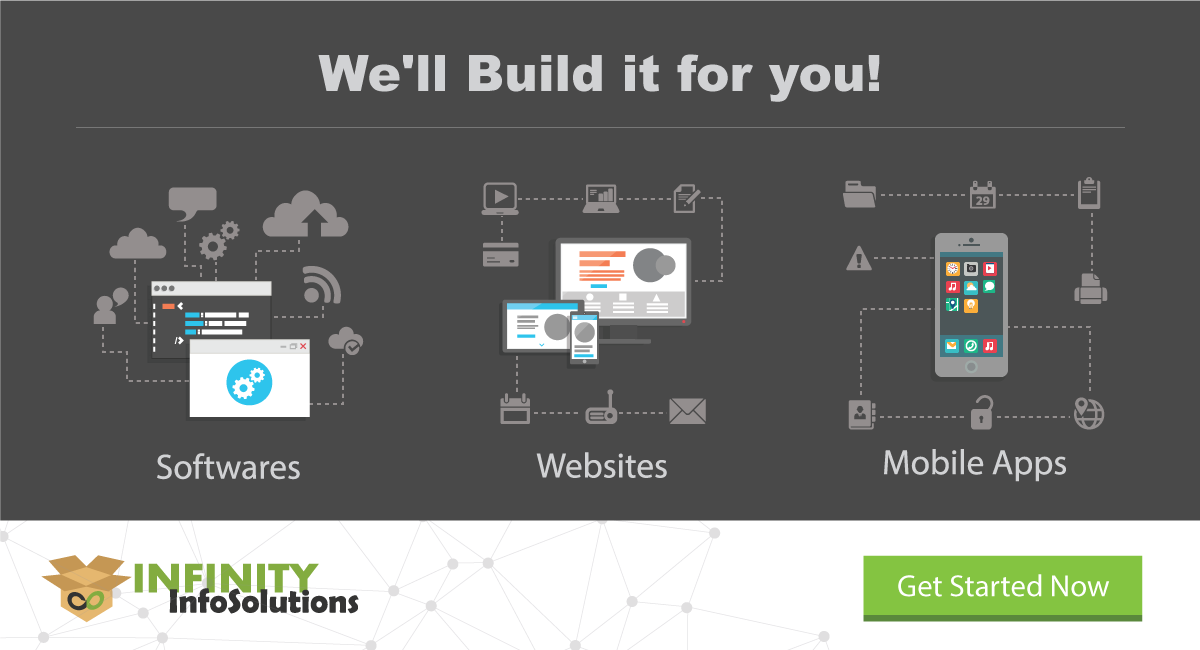 We'll Build it for you!
29
/>
Softwares
Websites
Mobile Apps
INFINITY
InfoSolutions
Get Started Now